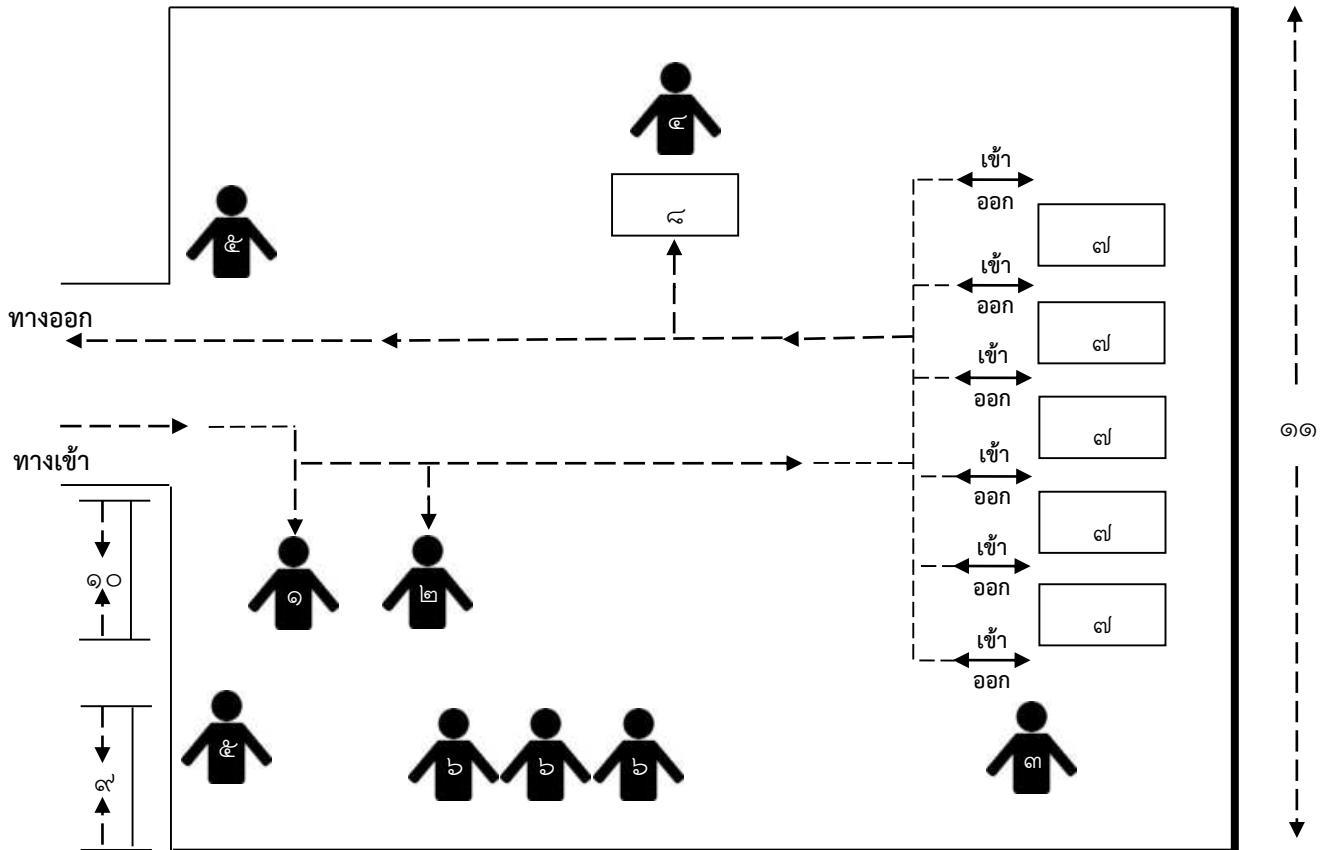 ๔
เข้า
ออก
๘
๕
๗
เข้า
ออก
ทางออก
๗
เข้า
ออก
๗
๑๑
ทางเข้า
เข้า
ออก
๗
เข้า
ออก
๑๐
๑
๒
๗
เข้า
ออก
๕
๖
๖
๖
๓
๙